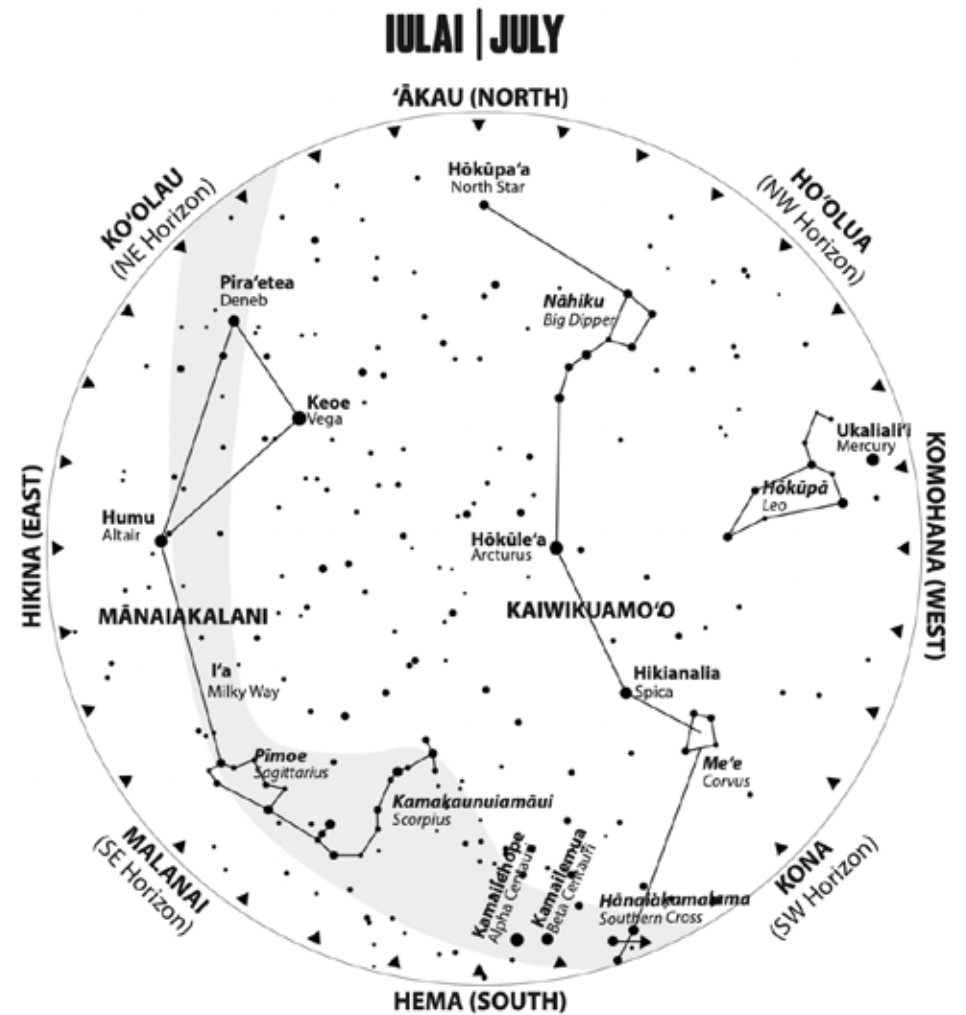 IULAI | JULY
ʻĀKAU (NORTH)
KOʻOLAU
(NE Horizon)
HOʻOLUA
(NW Horizon)
Hōkūpaʻa
North Star
Piraʻetea
Deneb
Nāhiku
Big Dipper
Keoe
Vega
Ukalialiʻi
Mercury
Hōkūpā
Leo
HIKINA (EAST)
KOMOHANA (WEST)
Humu
Altair
Hōkūleʻa
Arcturus
MĀNAIAKALANI
KAIWIKUAMOʻO
Iʻa
Milky Way
Hikianalia
Spica
Pīmoe
Sagittarius
Meʻe
Corvus
Kamakaunuiamāui
Scorpius
MALANAI
(SE Horizon)
KONA
(SW Horizon)
Kamailehope
Alpha Centauri
Kamailemua
Beta Centauri
Hānaiakamalama
Southern Cross
HEMA (SOUTH)